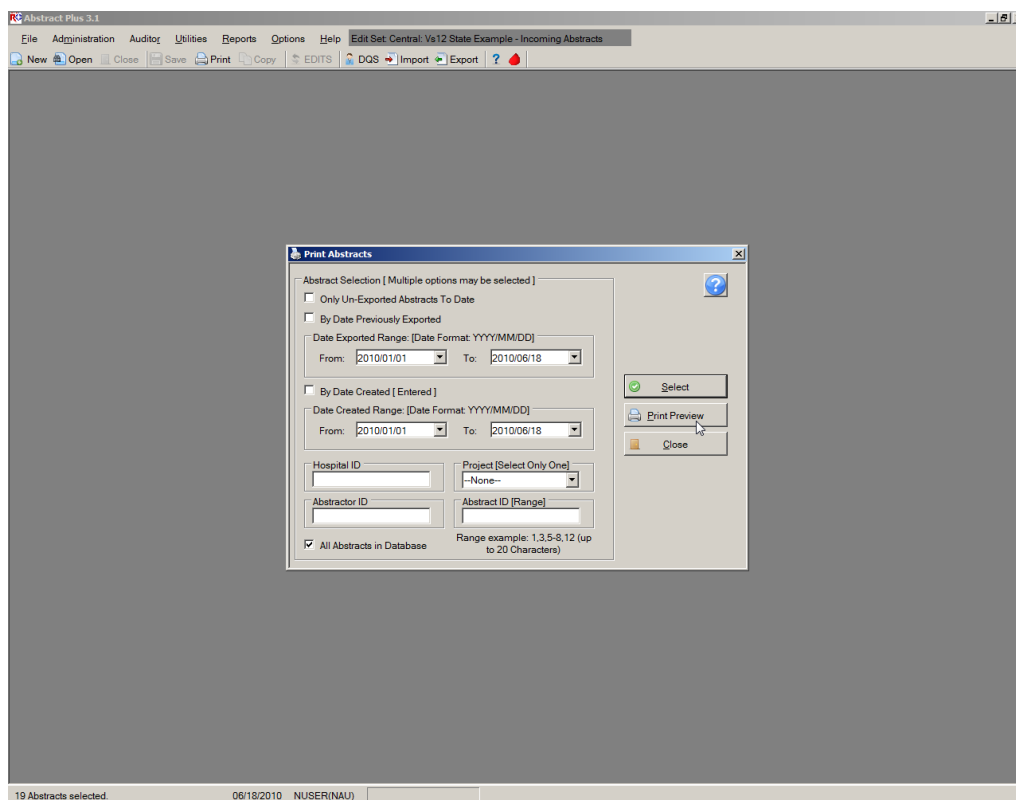 Abstract Plus 3.1
File Administration Auditor Utilities Reports Options Help Edit Set: Central: Vs12 State Example - Incoming Abstracts
New Open Close Save Print Copy EDITS DQS Import Export ?
Print Abstracts
Abstract Selection [ Multiple options may be selected ]
?
Only Un-Exported Abstracts To Date
By Date Previously Exported
Date Exported Range: [Date Format: YYYY/MM/DD]
From: 2010/01/01 To: 2010/06/18
By Date Created [ Entered ]
Date Created Range: [Date Format: YYYY/MM/DD]
From: 2010/01/01 To: 2010/06/18
Select
Print Preview
Close
Hospital ID
Project [Select Only One]
--None--
Abstractor ID
Abstract ID [Range]
All Abstracts in Database
Range example: 1,3,5-8,12 (up
to 20 Characters)
19 Abstracts selected. 06/18/2010 NUSER(NAU)